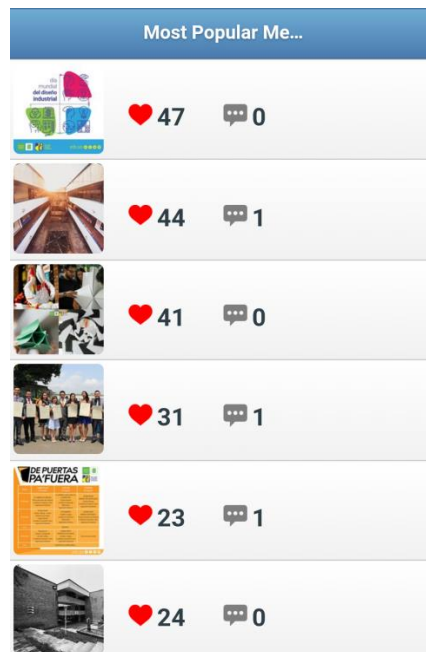 Most Popular Me...
día
mundial
del diseño
industrial
47
0
44
1
41
0
31
1
DE PUERTAS
PA'FUERA
23
1
24
0